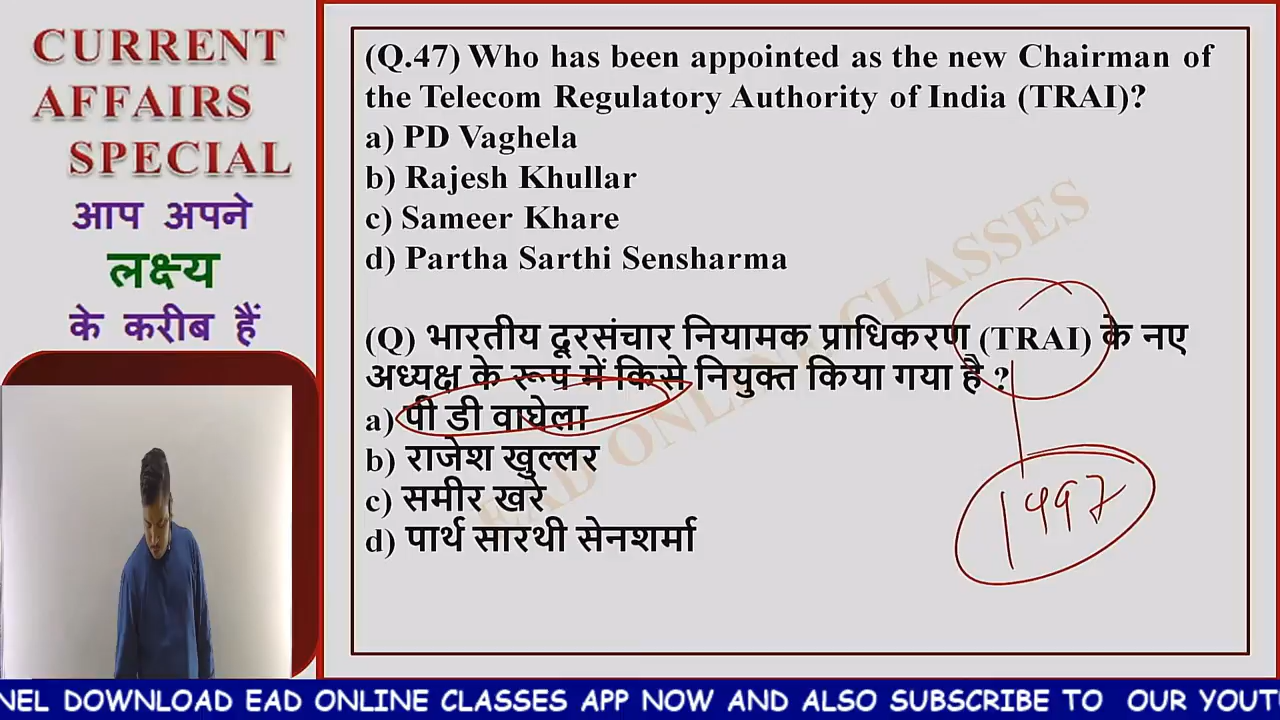 CURRENT
AFFAIRS
SPECIAL
आप अपने
लक्ष्य
के करीब हैं
(Q.47) Who has been appointed as the new Chairman of
the Telecom Regulatory Authority of India (TRAI)?
a) PD Vaghela
b) Rajesh Khullar
c) Sameer Khare
d) Partha Sarthi Sensharma
(Q) भारतीय दूरसंचार नियामक प्राधिकरण (TRAI) के नए
अध्यक्ष के रूप में किसे नियुक्त किया गया है ?
a) पी डी वाघेला
b) राजेश खुल्लर
c) समीर खरे
d) पार्थ सारथी सेनशर्मा
1997
EAD ONLINE CLASSES
NEL DOWNLOAD EAD ONLINE CLASSES APP NOW AND ALSO SUBSCRIBE TO OUR YOUT